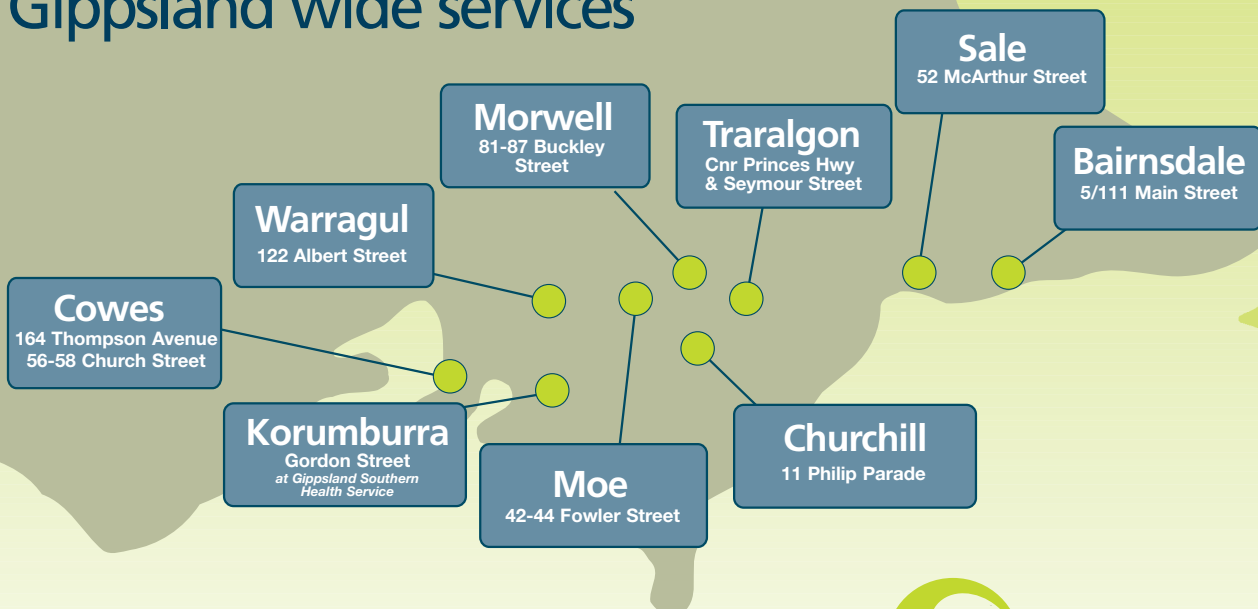 Gippsland wide services
Sale
52 McArthur Street
Morwell
81-87 Buckley
Street
Traralgon
Cnr Princes Hwy
& Seymour Street
Bairnsdale
5/111 Main Street
Warragul
122 Albert Street
Cowes
164 Thompson Avenue
56-58 Church Street
Korumburra
Gordon Street
at Gippsland Southern
Health Service
Moe
42-44 Fowler Street
Churchill
11 Philip Parade